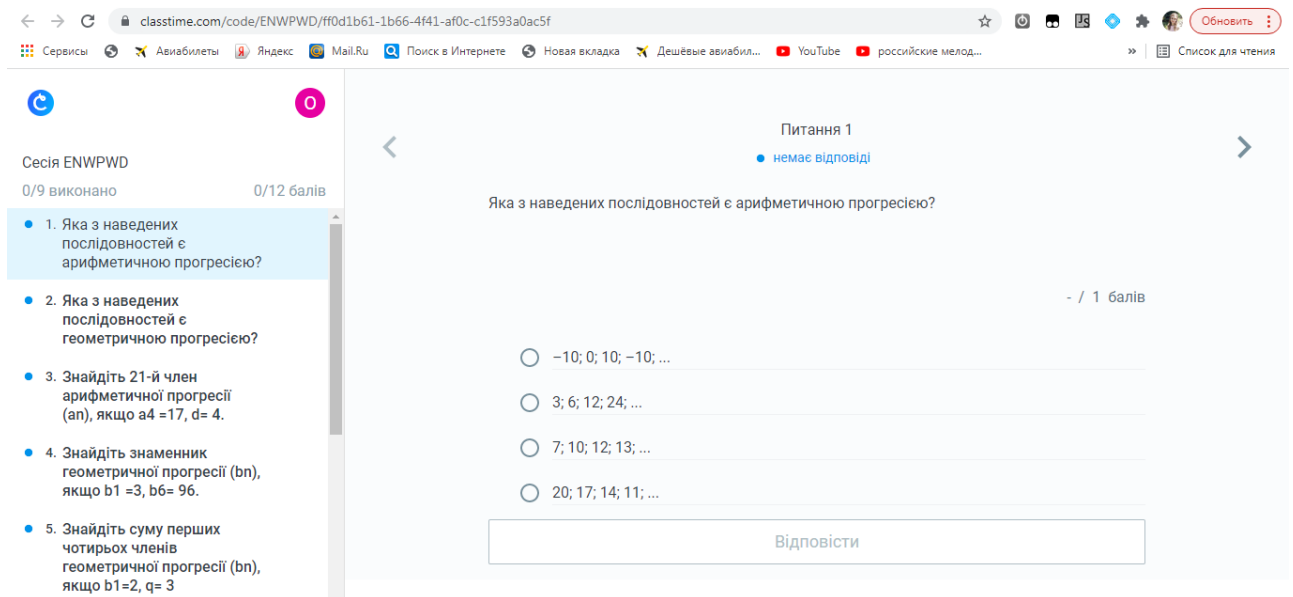 classtime.com/code/ENWPWD/ff0d1b61-1b66-4f41-af0c-c1f593a0ac5f
JS
Обновить
Сервисы
Авиабилеты
Я
Яндекс
@
Mail.Ru
Поиск в Интернете
Новая вкладка
Дешёвые авиабил...
YouTube
российские мелод...
»
Список для чтения
O
Сесія ENWPWD
0/9 виконано
0/12 балів
1. Яка з наведених
послідовностей є
арифметичною прогресією?
2. Яка з наведених
послідовностей є
геометричною прогресією?
3. Знайдіть 21-й член
арифметичної прогресії
(an), якщо a4 =17, d= 4.
4. Знайдіть знаменник
геометричної прогресії (bn),
якщо b1 =3, b6= 96.
5. Знайдіть суму перших
чотирьох членів
геометричної прогресії (bn),
якщо b1=2, q= 3
Питання 1
немає відповіді
Яка з наведених послідовностей є арифметичною прогресією?
- / 1 балів
−10; 0; 10; −10; ...
3; 6; 12; 24; ...
7; 10; 12; 13; ...
20; 17; 14; 11; ...
Відповісти